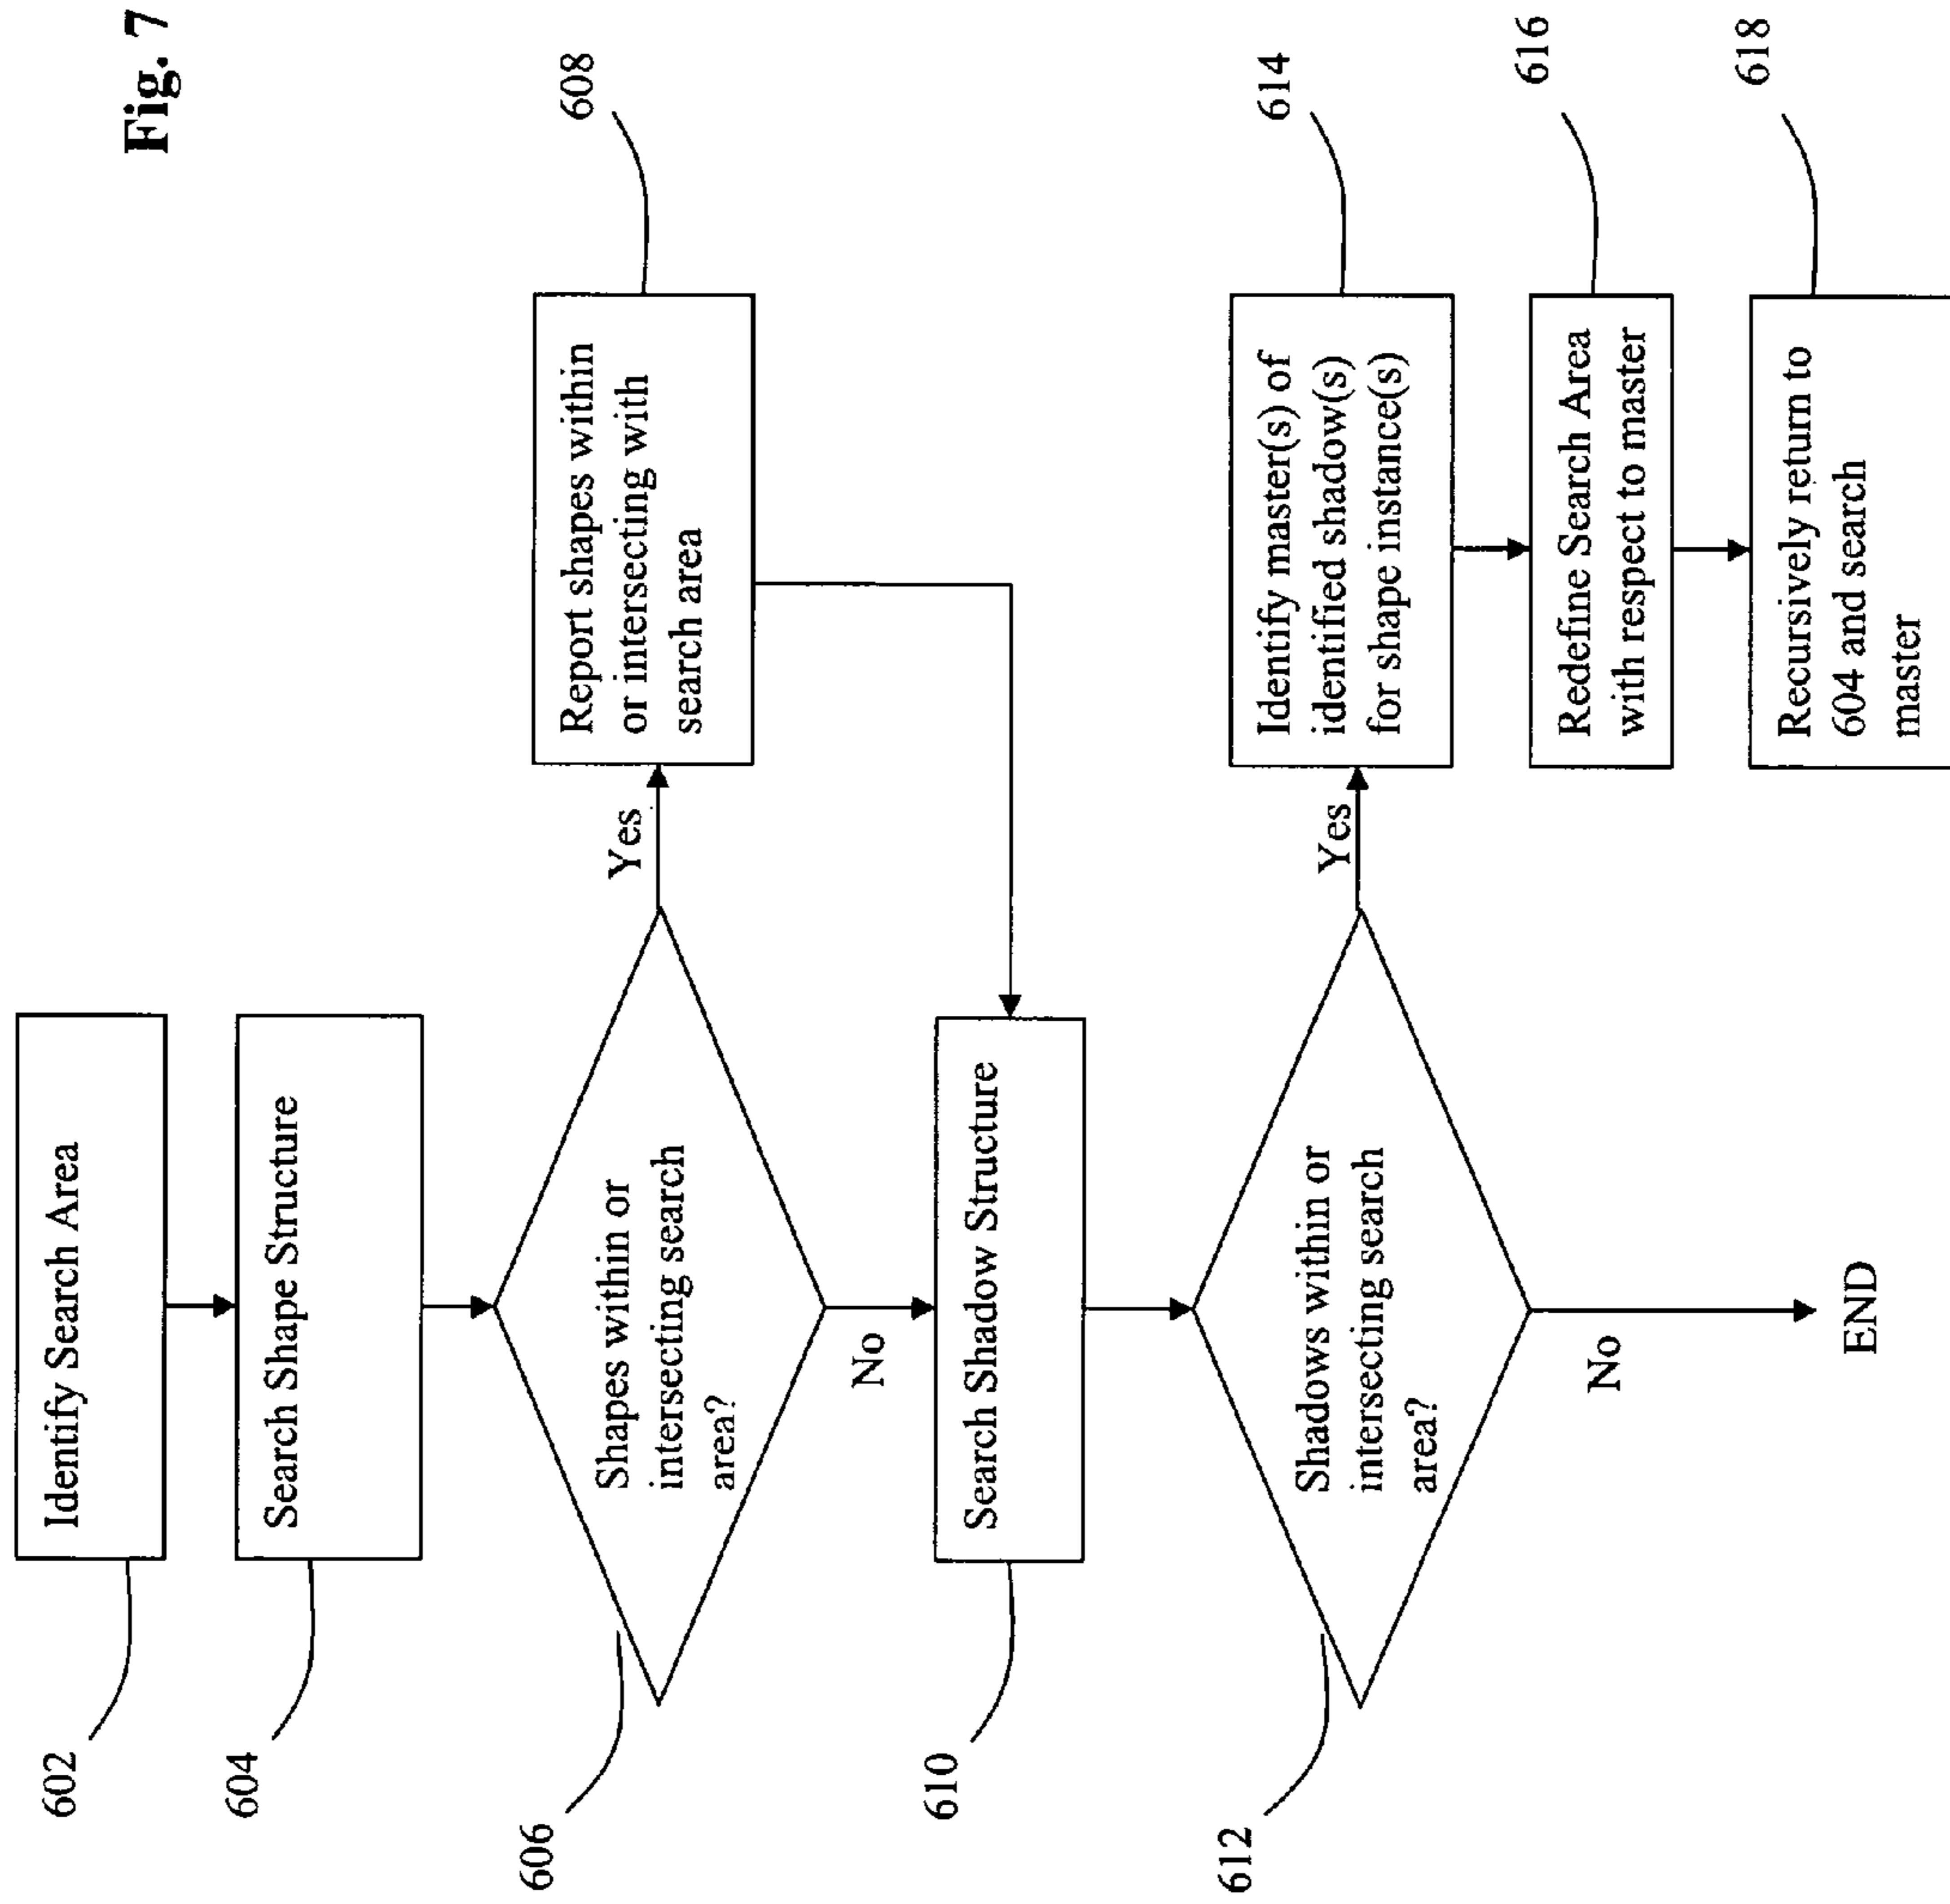 Fig. 7
602
Identify Search Area
604
Search Shape Structure
606
Shapes within or
intersecting search
area?
Yes
608
Report shapes within
or intersecting with
search area
No
610
Search Shadow Structure
612
Shadows within or
intersecting search
area?
Yes
614
Identify master(s) of
identified shadow(s)
for shape instance(s)
616
Redefine Search Area
with respect to master
618
Recursively return to
604 and search
master
No
END